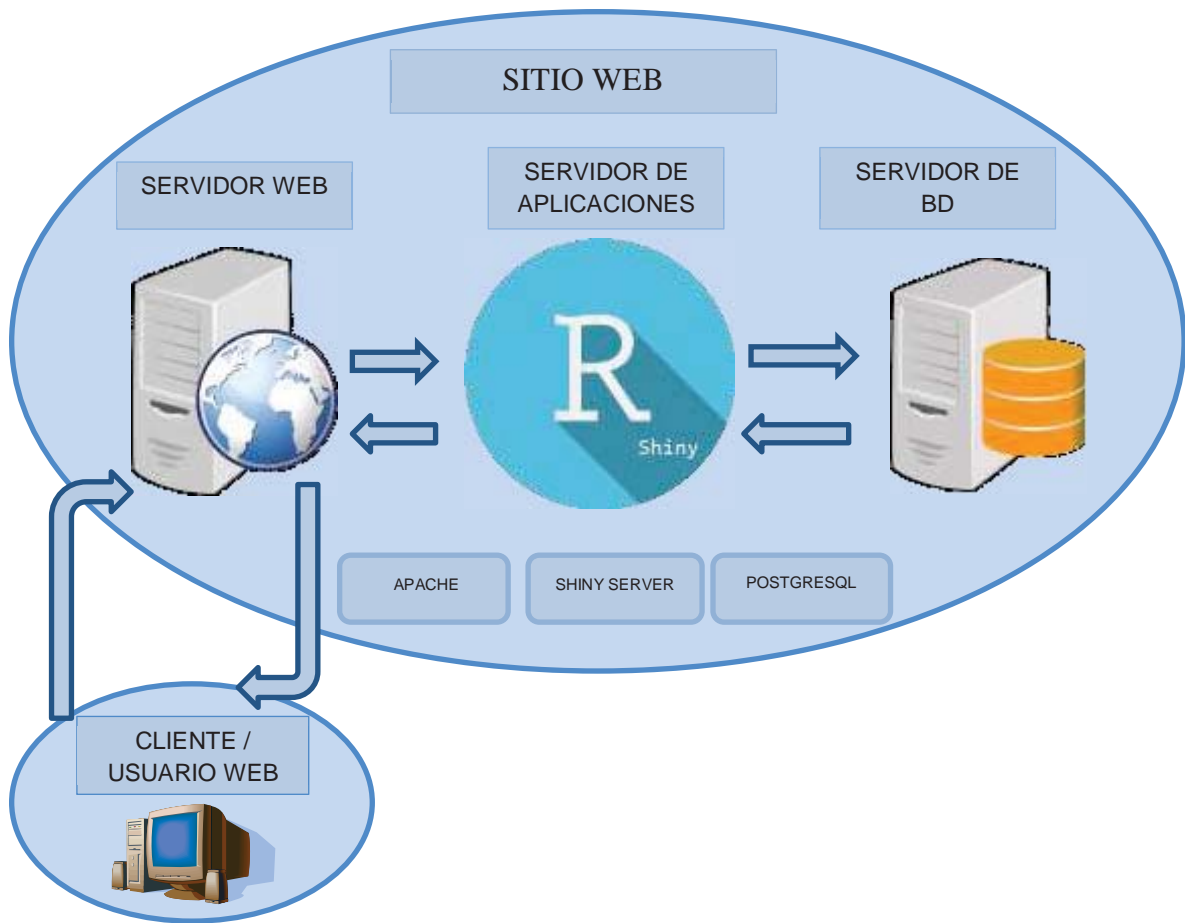 SITIO WEB
SERVIDOR WEB
SERVIDOR DE
APLICACIONES
SERVIDOR DE
BD
R
Shiny
APACHE
SHINY SERVER
POSTGRESQL
CLIENTE /
USUARIO WEB